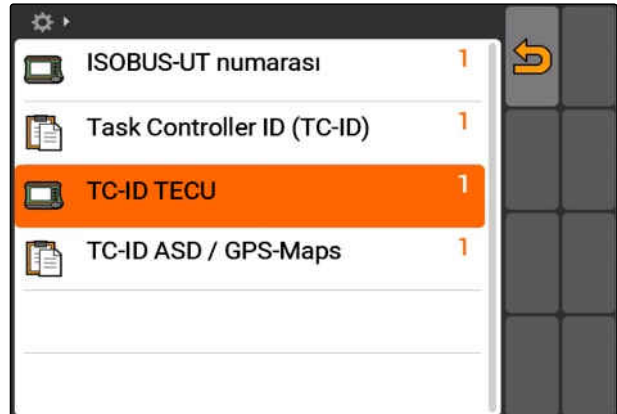 ISOBUS-UT numarası 1
Task Controller ID (TC-ID) 1
TC-ID TECU 1
TC-ID ASD / GPS-Maps 1